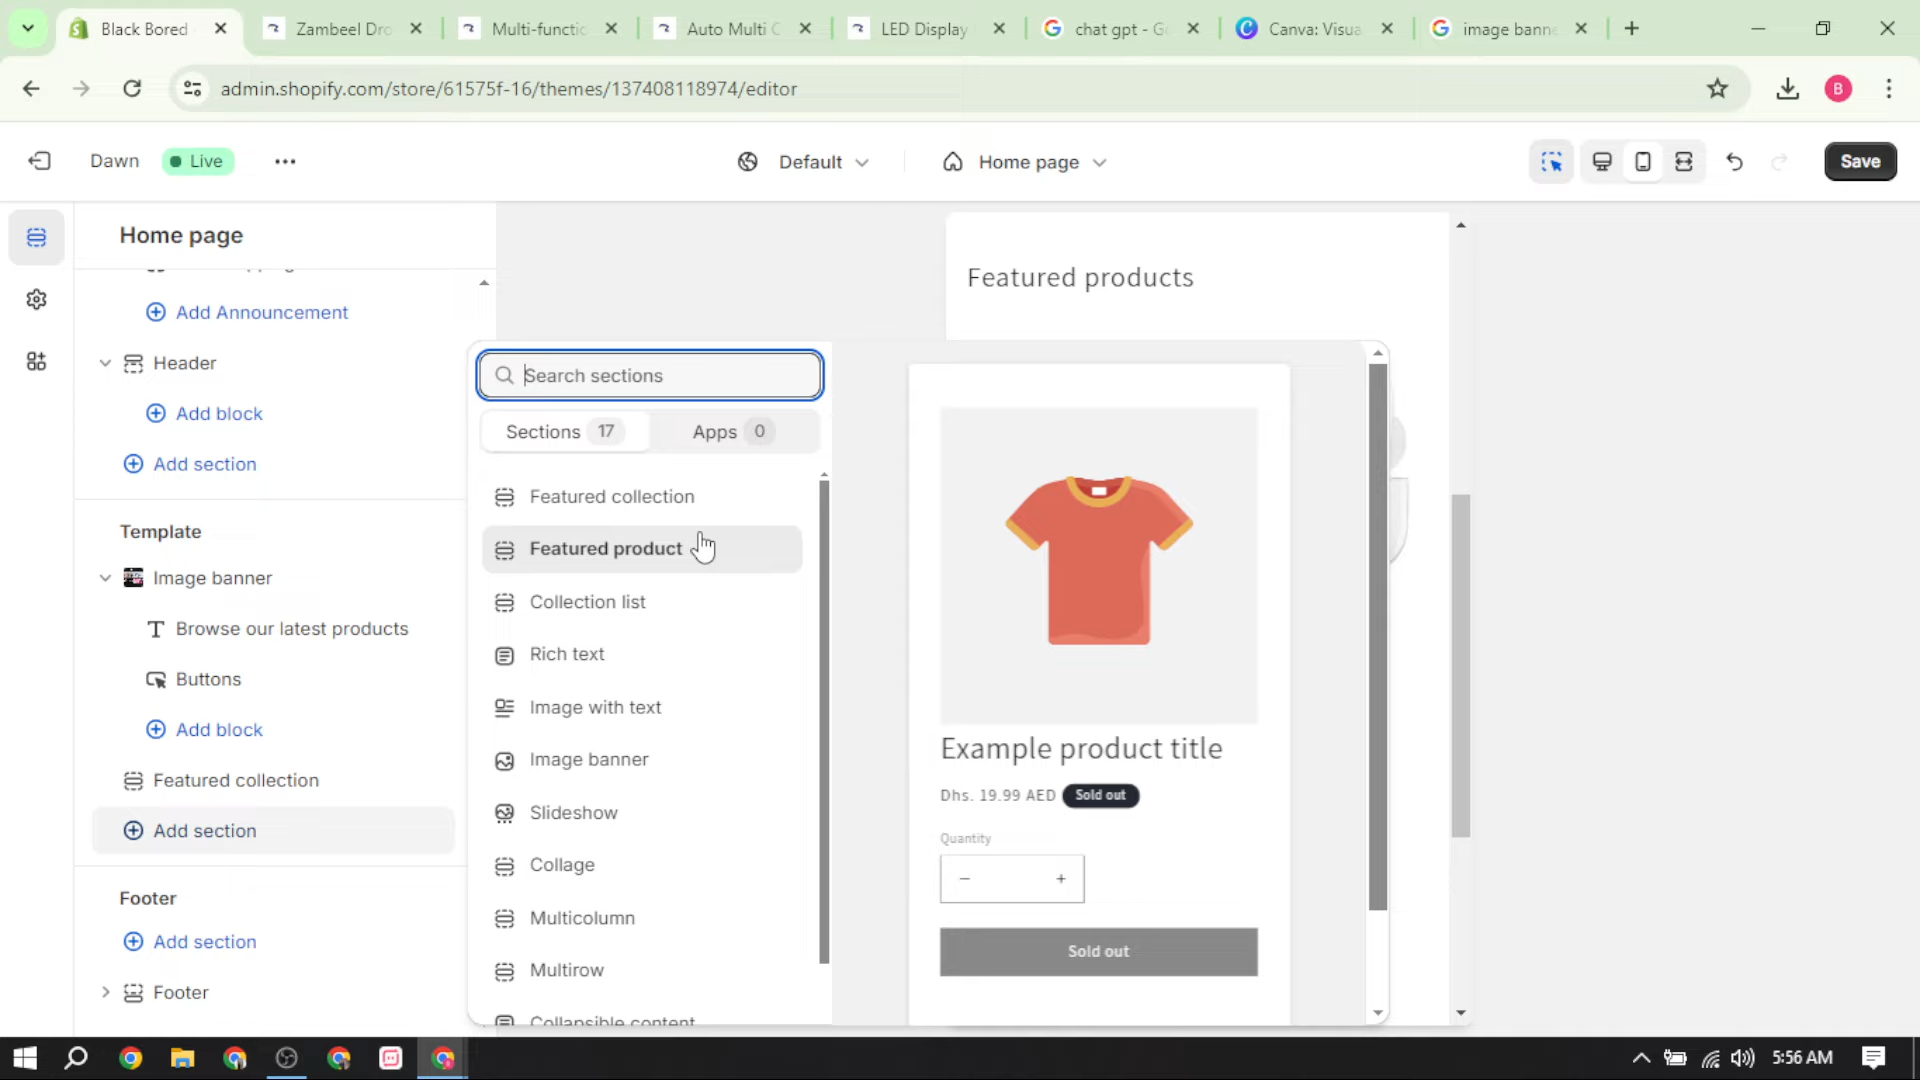 Black Bored
Zambeel Dro
Multi-functio
Auto Multi C
LED Display
chat gpt - Go
Canva: Visua
image banne
admin.shopify.com/store/61575f-16/themes/137408118974/editor
B
Dawn
Live
Default
Home page
Save
Home page
Add Announcement
Header
Add block
Add section
Template
Image banner
Browse our latest products
Buttons
Add block
Featured collection
Add section
Footer
Add section
Footer
Search sections
Sections 17
Apps 0
Featured collection
Featured product
Collection list
Rich text
Image with text
Image banner
Slideshow
Collage
Multicolumn
Multirow
Collapsible content
Featured products
Example product title
Dhs. 19.99 AED Sold out
Quantity
Sold out
5:56 AM